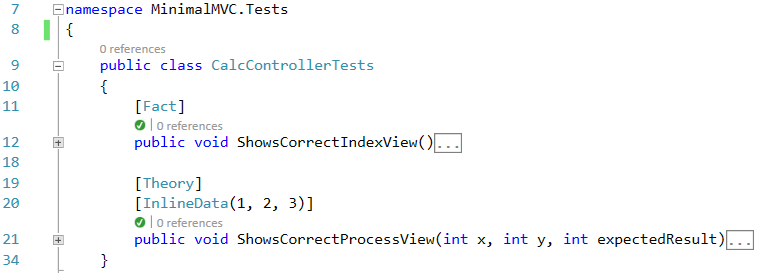 7 namespace MinimalMVC.Tests
8 {
0 references
9 public class CalcControllerTests
10 {
11 [Fact]
| 0 references
12 public void ShowsCorrectIndexView()...
18
19 [Theory]
20 [InlineData(1, 2, 3)]
| 0 references
21 public void ShowsCorrectProcessView(int x, int y, int expectedResult)...
34 }